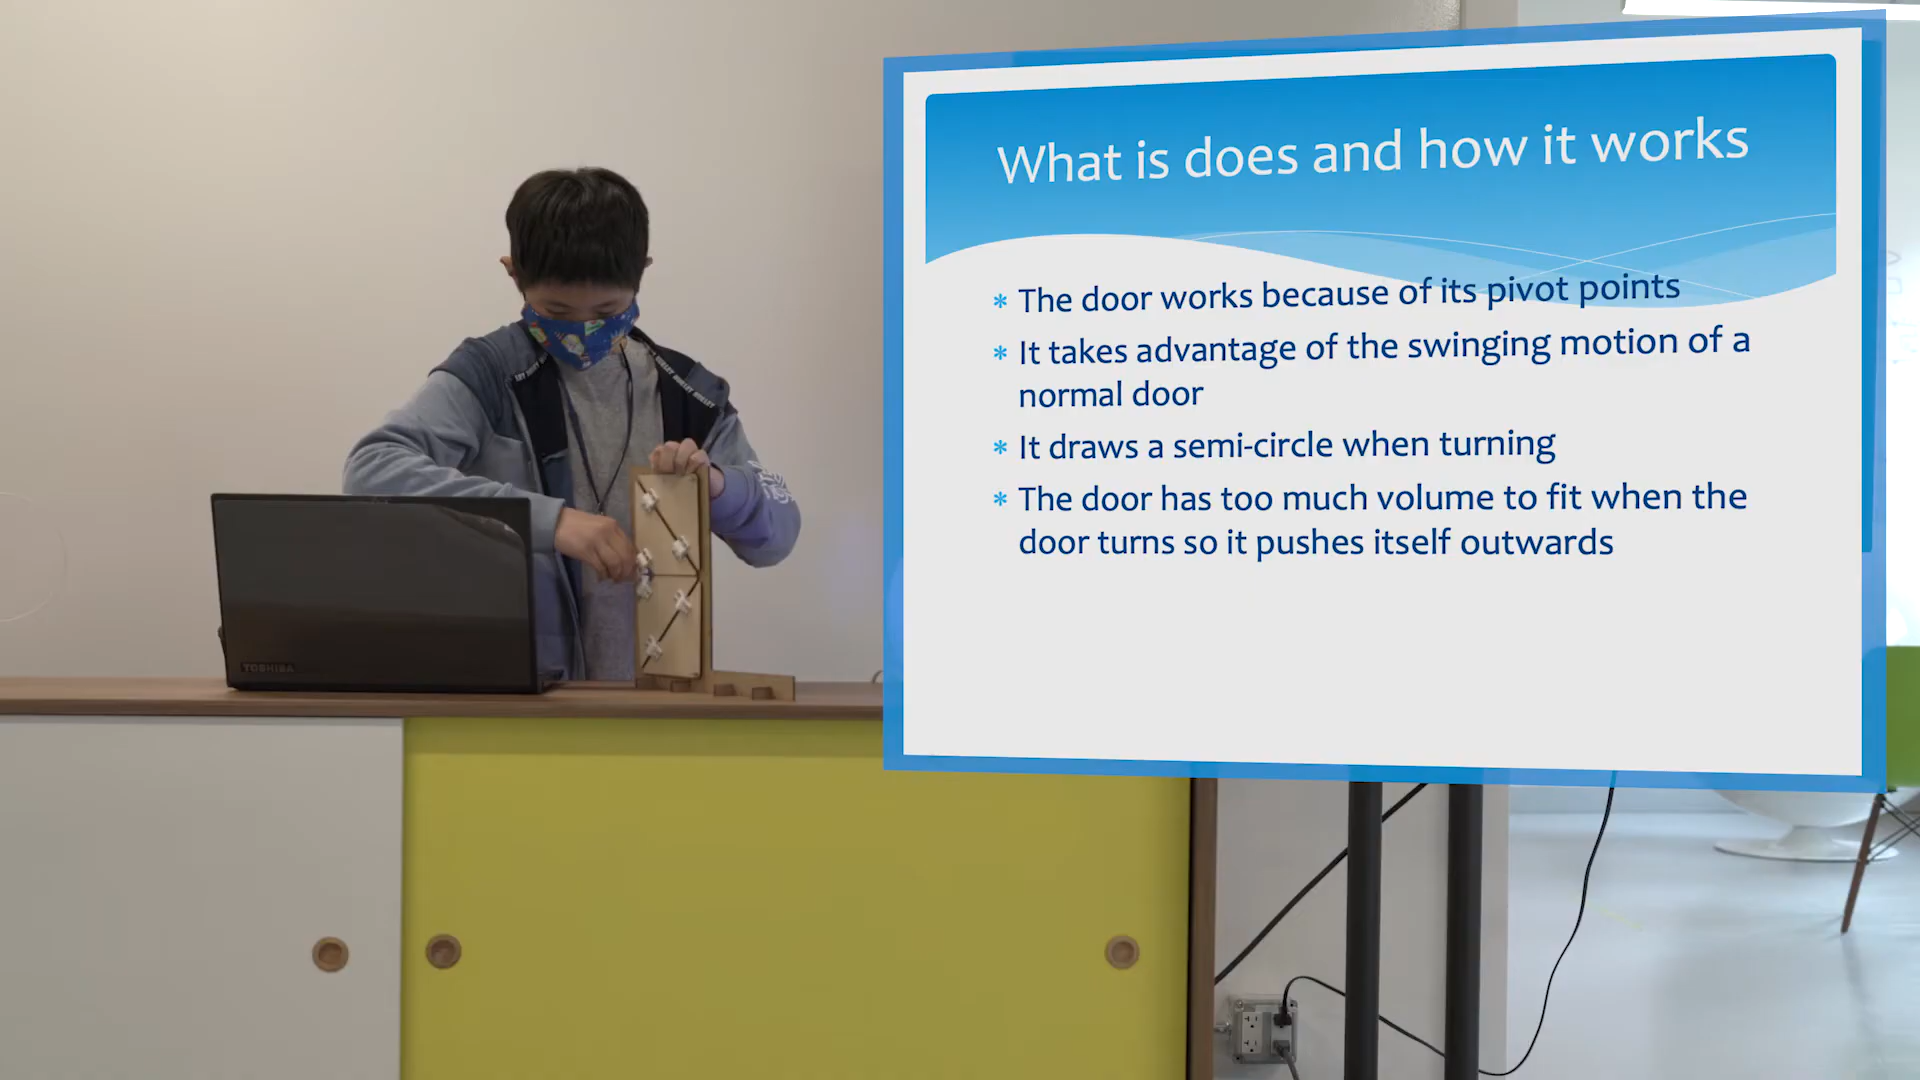 What is does and how it works
* The door works because of its pivot points
* It takes advantage of the swinging motion of a
normal door
* It draws a semi-circle when turning
* The door has too much volume to fit when the
door turns so it pushes itself outwards
TOSHIBA